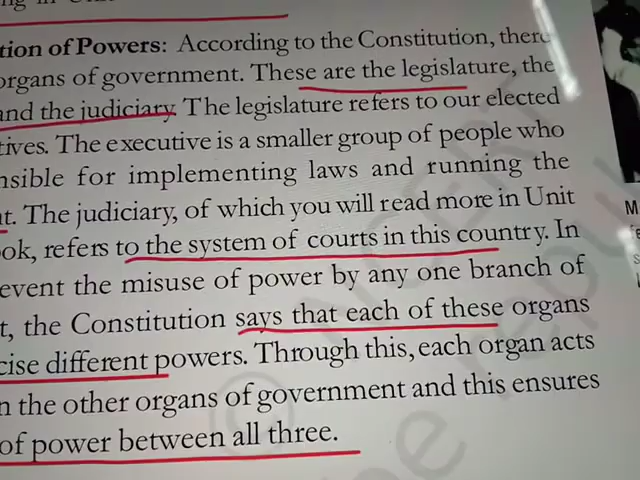 tion of Powers: According to the Constitution, there
organs of government. These are the legislature, the
and the judiciary. The legislature refers to our elected
tives. The executive is a smaller group of people who
nsible for implementing laws and running the
t. The judiciary, of which you will read more in Unit
ok, refers to the system of courts in this country. In
event the misuse of power by any one branch of
t, the Constitution says that each of these organs
cise different powers. Through this, each organ acts
n the other organs of government and this ensures
of power between all three.